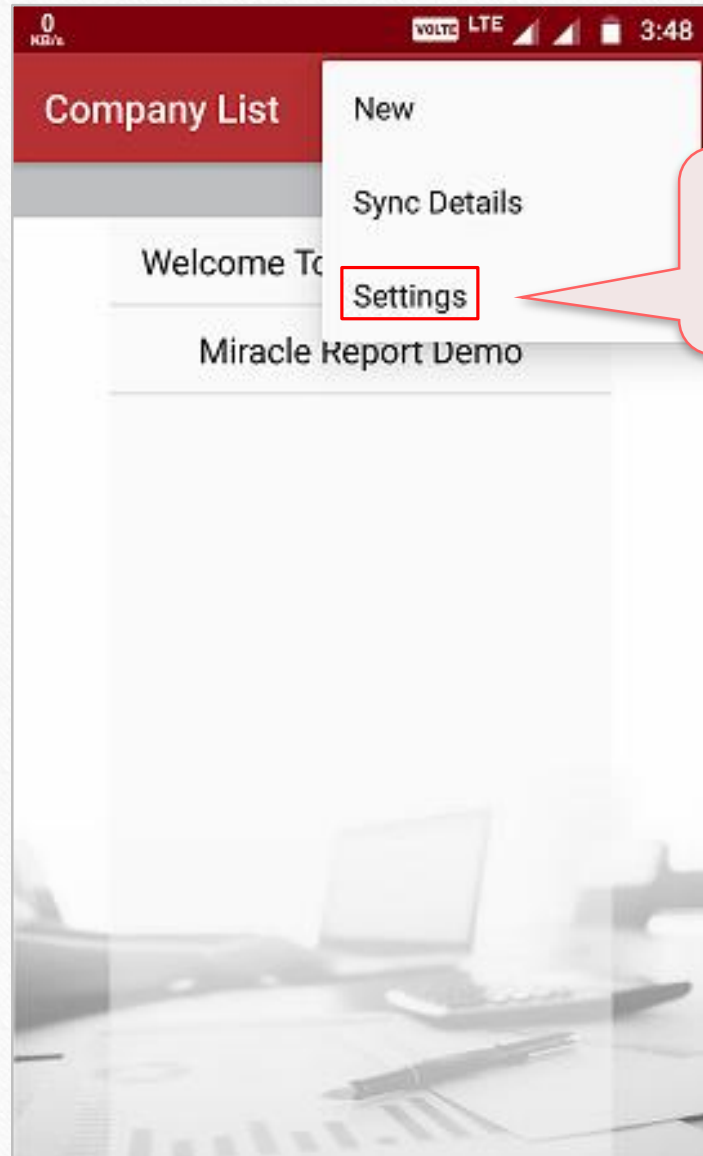 0
KB/s
VOLTE LTE 3:48
Company List
New
Sync Details
Settings
Welcome To
Miracle Report Demo